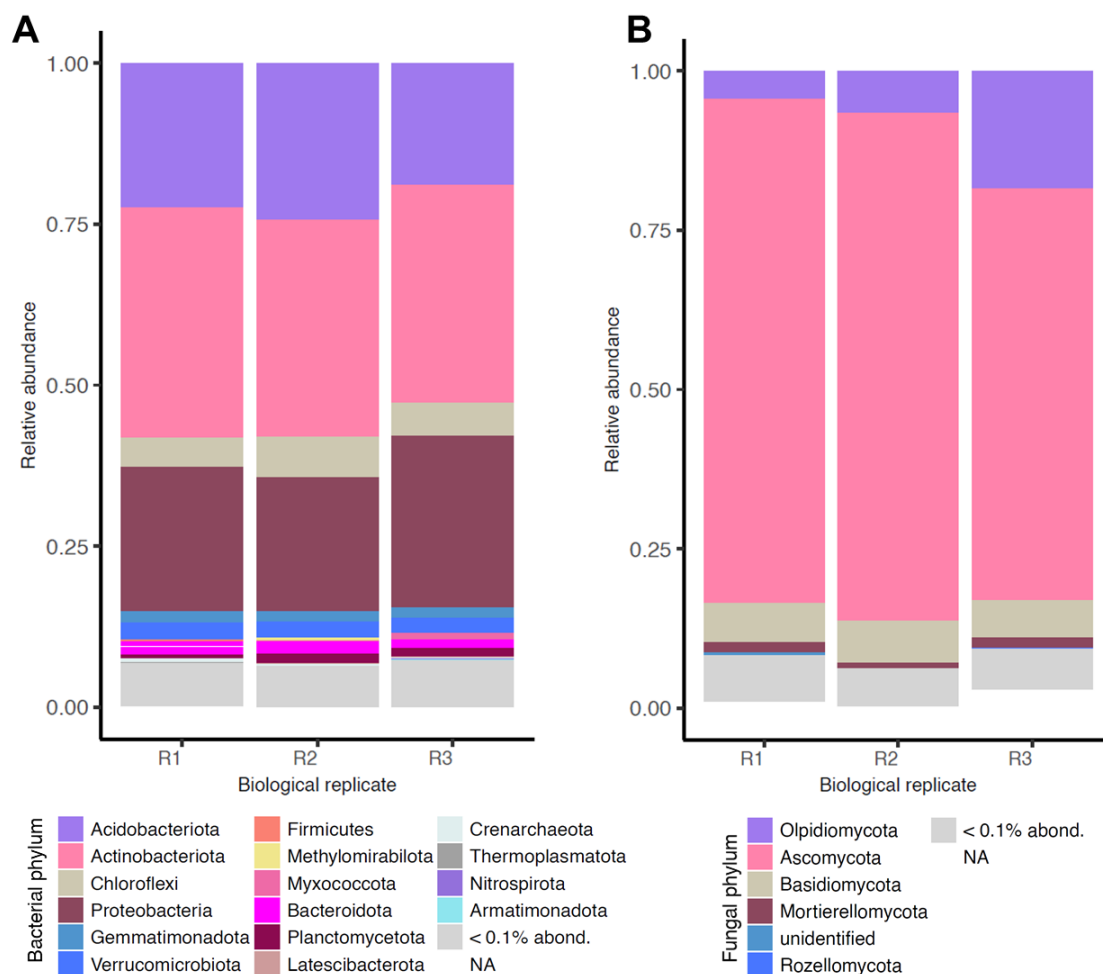 A
1.00
0.75
0.50
0.25
0.00
Relative abundance
R1 R2 R3
Biological replicate
Bacterial phylum
Acidobacteriota
Actinobacteriota
Chloroflexi
Proteobacteria
Gemmatimonadota
Verrucomicrobiota
Firmicutes
Methylomirabilota
Myxococcota
Bacteroidota
Planctomycetota
Latescibacterota
Crenarchaeota
Thermoplasmatota
Nitrospirota
Armatimonadota
< 0.1% abond.
NA
B
1.00
0.75
0.50
0.25
0.00
Relative abundance
R1 R2 R3
Biological replicate
Fungal phylum
Olpidiomycota
Ascomycota
Basidiomycota
Mortierellomycota
unidentified
Rozellomycota
< 0.1% abond.
NA